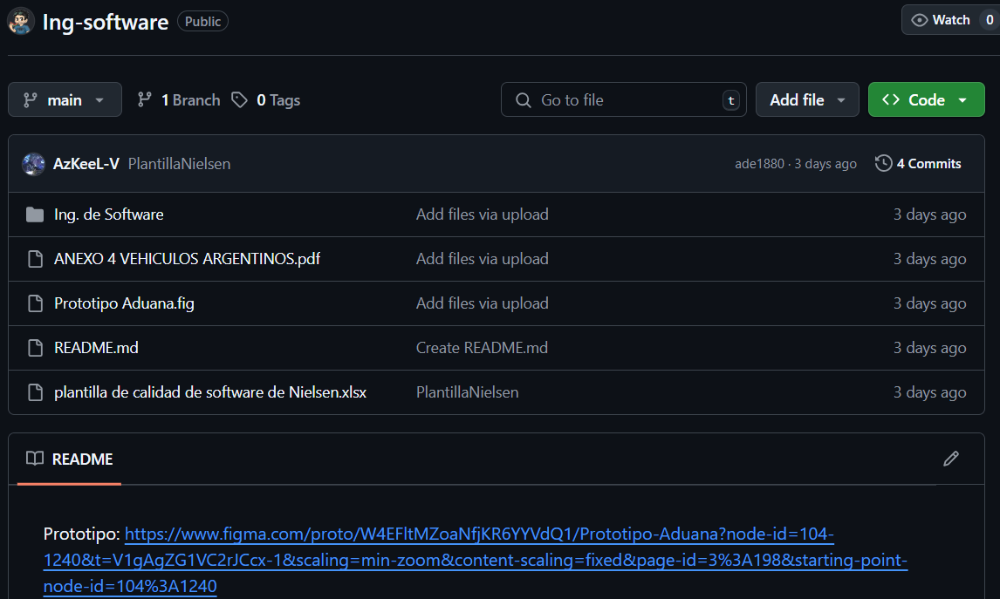 Ing-software Public Watch 0
main 1 Branch 0 Tags Go to file t Add file Code
AzKeeL-V PlantillaNielsen ade1880 · 3 days ago 4 Commits
Ing. de Software Add files via upload 3 days ago
ANEXO 4 VEHICULOS ARGENTINOS.pdf Add files via upload 3 days ago
Prototipo Aduana.fig Add files via upload 3 days ago
README.md Create README.md 3 days ago
plantilla de calidad de software de Nielsen.xlsx PlantillaNielsen 3 days ago
README
Prototipo: https://www.figma.com/proto/W4EFltMZoaNfjKR6YYVdQ1/Prototipo-Aduana?node-id=104-
1240&t=V1gAgZG1VC2rJCcx-1&scaling=min-zoom&content-scaling=fixed&page-id=3%3A198&starting-point-
node-id=104%3A1240